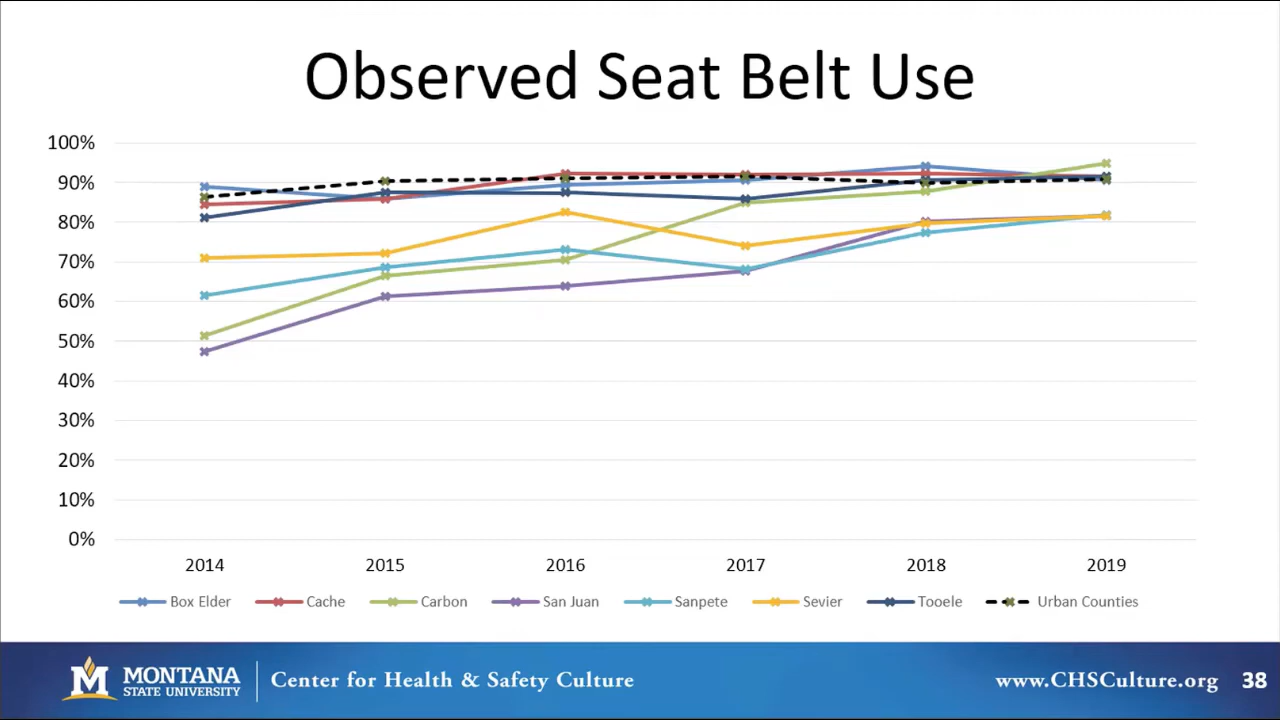 Observed Seat Belt Use
100%
90%
80%
70%
60%
50%
40%
30%
20%
10%
0%
2014 2015 2016 2017 2018 2019
Box Elder Cache Carbon San Juan Sanpete Sevier Tooele Urban Counties
M MONTANA
STATE UNIVERSITY
Center for Health & Safety Culture
www.CHSCulture.org 38